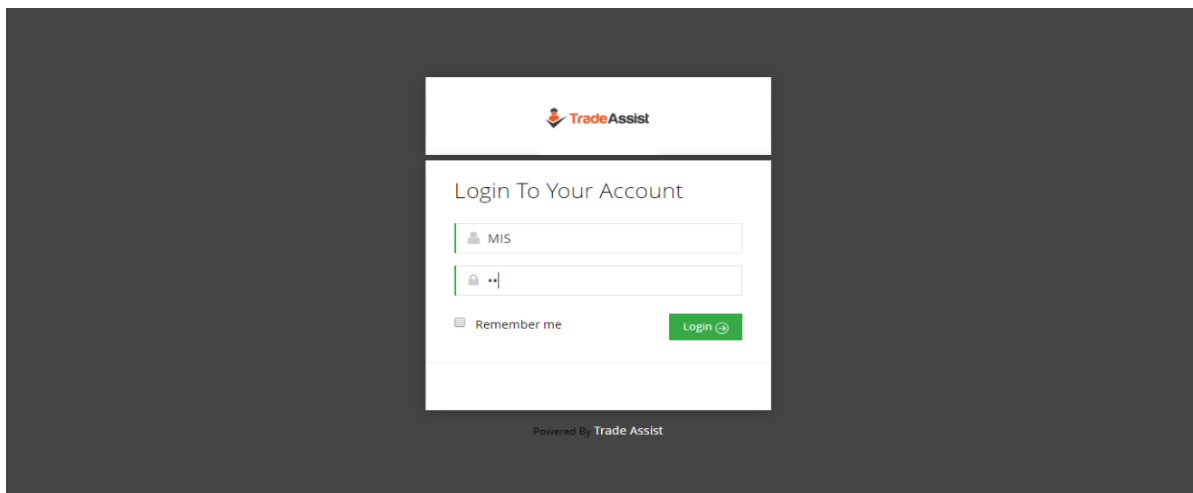 TradeAssist
Login To Your Account
MIS
••
Remember me
Login
Powered By Trade Assist